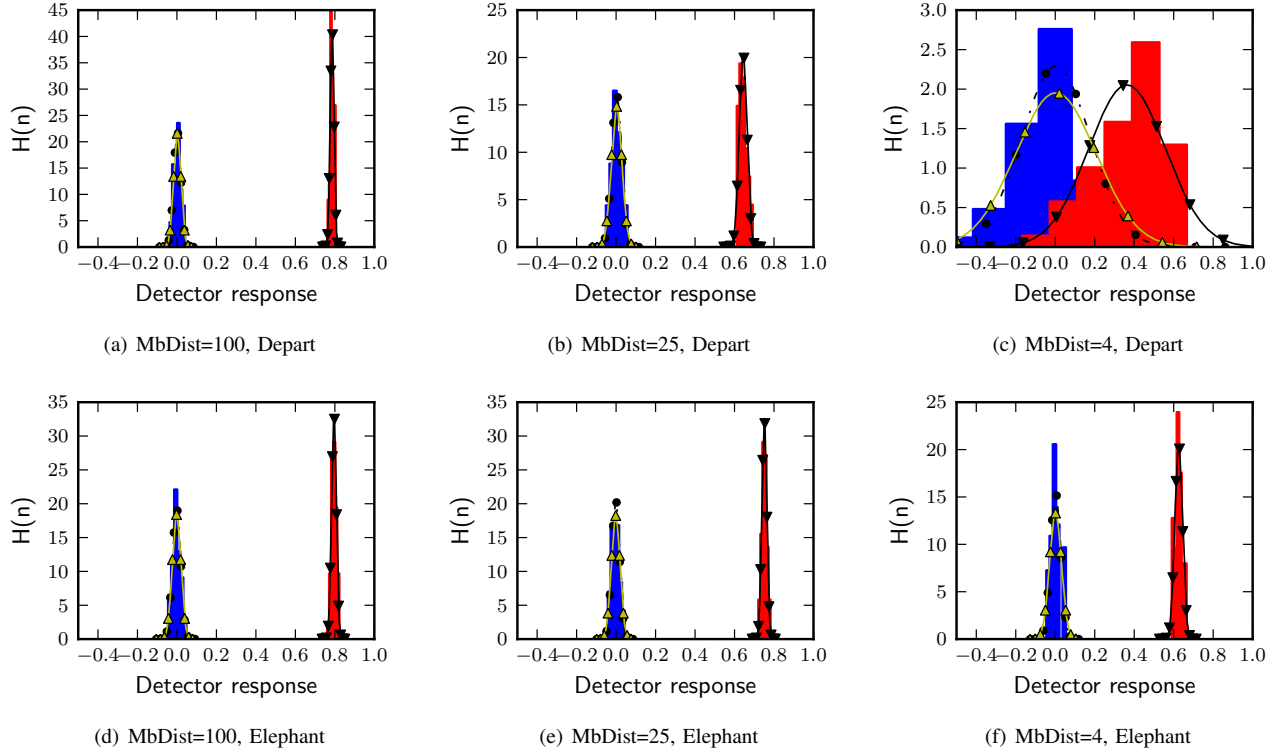 45
40
35
30
25
20
15
10
5
0
H(n)
−0.4−0.2 0.0 0.2 0.4 0.6 0.8 1.0
Detector response
(a) MbDist=100, Depart
25
20
15
10
5
0
H(n)
−0.4−0.2 0.0 0.2 0.4 0.6 0.8 1.0
Detector response
(b) MbDist=25, Depart
3.0
2.5
2.0
1.5
1.0
0.5
0.0
H(n)
−0.4−0.2 0.0 0.2 0.4 0.6 0.8 1.0
Detector response
(c) MbDist=4, Depart
35
30
25
20
15
10
5
0
H(n)
−0.4−0.2 0.0 0.2 0.4 0.6 0.8 1.0
Detector response
(d) MbDist=100, Elephant
35
30
25
20
15
10
5
0
H(n)
−0.4−0.2 0.0 0.2 0.4 0.6 0.8 1.0
Detector response
(e) MbDist=25, Elephant
25
20
15
10
5
0
H(n)
−0.4−0.2 0.0 0.2 0.4 0.6 0.8 1.0
Detector response
(f) MbDist=4, Elephant